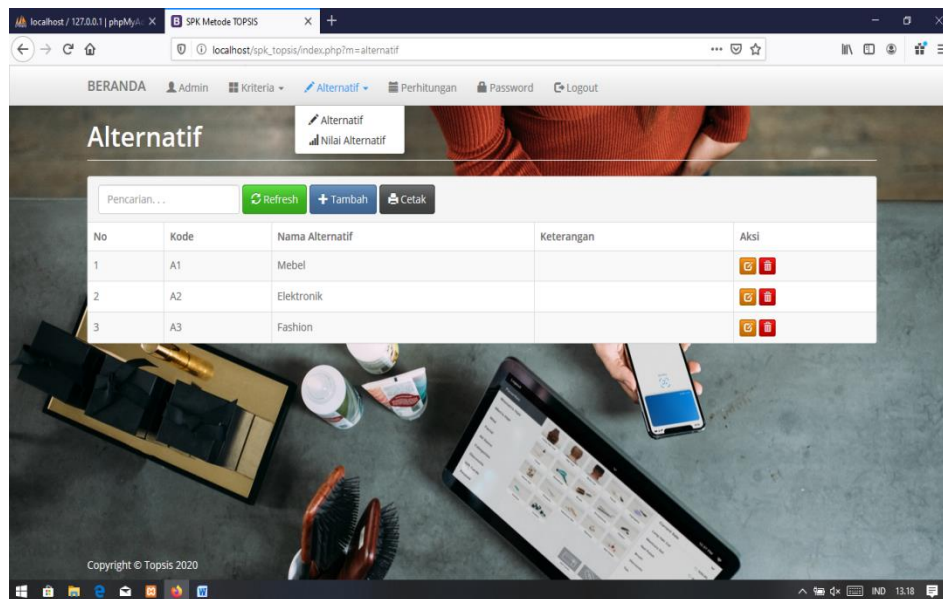 localhost / 127.0.0.1 | phpMyA
SPK Metode TOPSIS
localhost/spk_topsis/index.php?m=alternatif
BERANDA Admin Kriteria Alternatif Perhitungan Password Logout
Alternatif
Nilai Alternatif
Alternatif
Pencarian. . . Refresh Tambah Cetak
No Kode Nama Alternatif Keterangan Aksi
1 A1 Mebel
2 A2 Elektronik
3 A3 Fashion
Copyright © Topsis 2020
IND 13.18